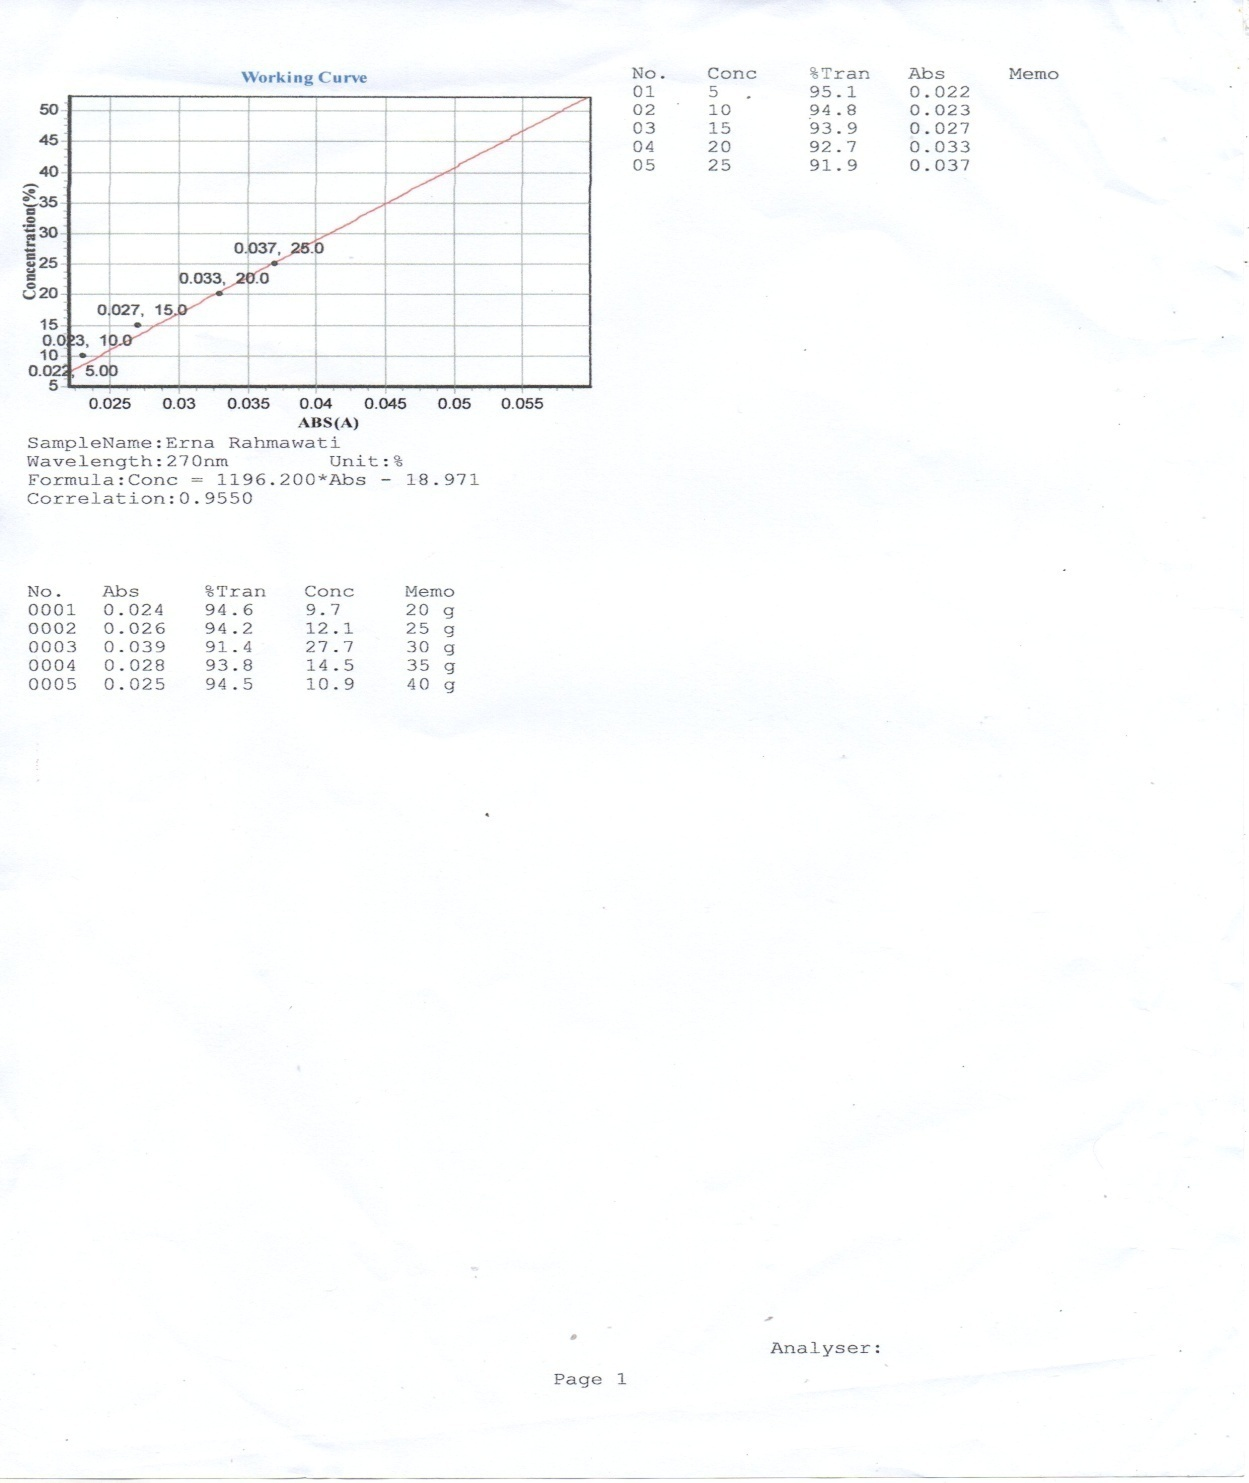 Working Curve
50
45
40
35
30
25
20
15
10
5
Concentration(%)
0.037, 25.0
0.033, 20.0
0.027, 15.0
0.023, 10.0
0.022, 5.00
0.025 0.03 0.035 0.04 0.045 0.05 0.055
ABS(A)
No. Conc %Tran Abs Memo
01 5 95.1 0.022
02 10 94.8 0.023
03 15 93.9 0.027
04 20 92.7 0.033
05 25 91.9 0.037
SampleName:Erna Rahmawati
Wavelength:270nm Unit:%
Formula:Conc = 1196.200*Abs - 18.971
Correlation:0.9550
No. Abs %Tran Conc Memo
0001 0.024 94.6 9.7 20 g
0002 0.026 94.2 12.1 25 g
0003 0.039 91.4 27.7 30 g
0004 0.028 93.8 14.5 35 g
0005 0.025 94.5 10.9 40 g
Analyser:
Page 1